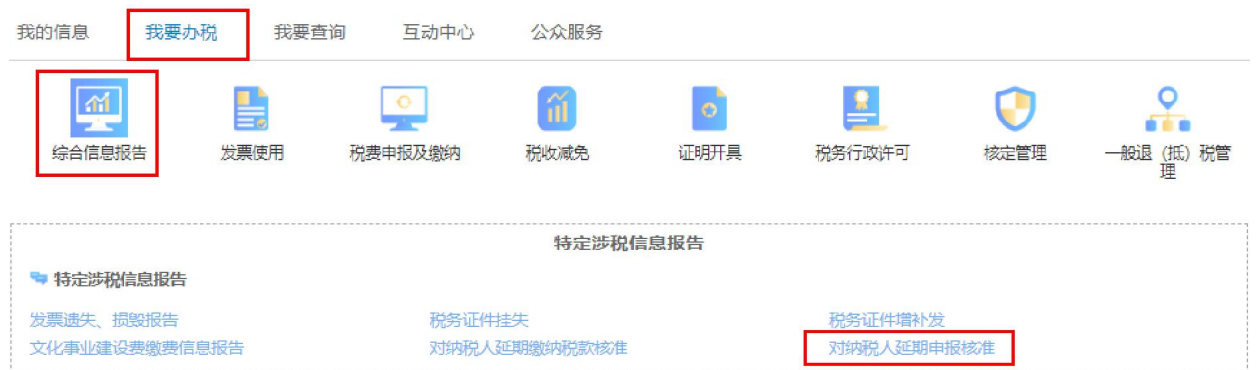 我的信息 我要办税 我要查询 互动中心 公众服务
综合信息报告 发票使用 税费申报及缴纳 税收减免 证明开具 税务行政许可 核定管理 一般退（抵）税管
理
特定涉税信息报告
特定涉税信息报告
发票遗失、损毁报告 税务证件挂失 税务证件增补发
文化事业建设费缴费信息报告 对纳税人延期缴纳税款核准 对纳税人延期申报核准